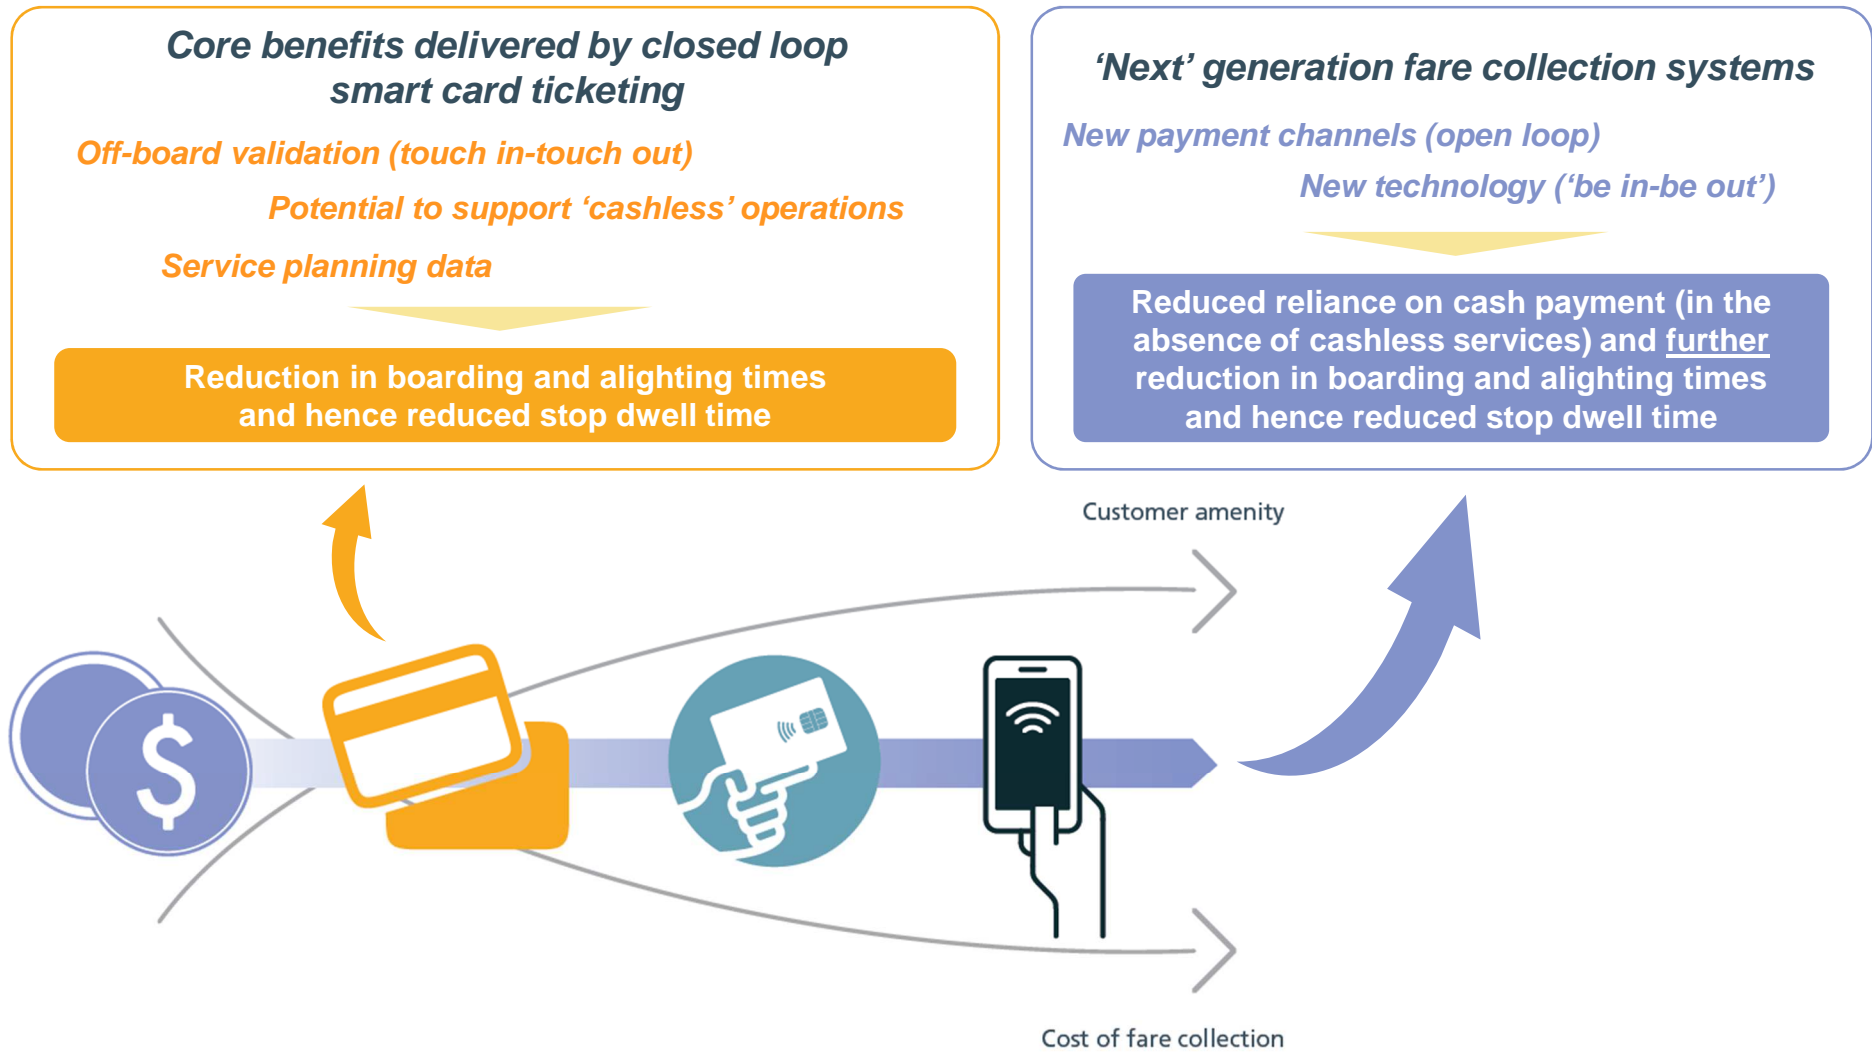 Core benefits delivered by closed loop
smart card ticketing
Off-board validation (touch in-touch out)
Potential to support ‘cashless’ operations
Service planning data
Reduction in boarding and alighting times
and hence reduced stop dwell time
‘Next’ generation fare collection systems
New payment channels (open loop)
New technology (‘be in-be out’)
Reduced reliance on cash payment (in the
absence of cashless services) and further
reduction in boarding and alighting times
and hence reduced stop dwell time
Customer amenity
$
Cost of fare collection